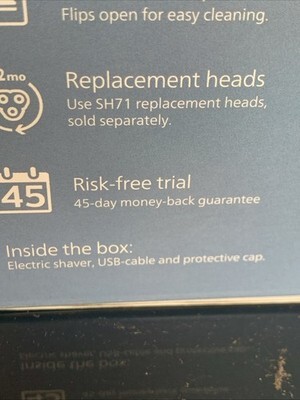 Flips open for easy cleaning.
2mo
Replacement heads
Use SH71 replacement heads,
sold separately.
45
Risk-free trial
45-day money-back guarantee
Inside the box:
Electric shaver, USB-cable and protective cap.